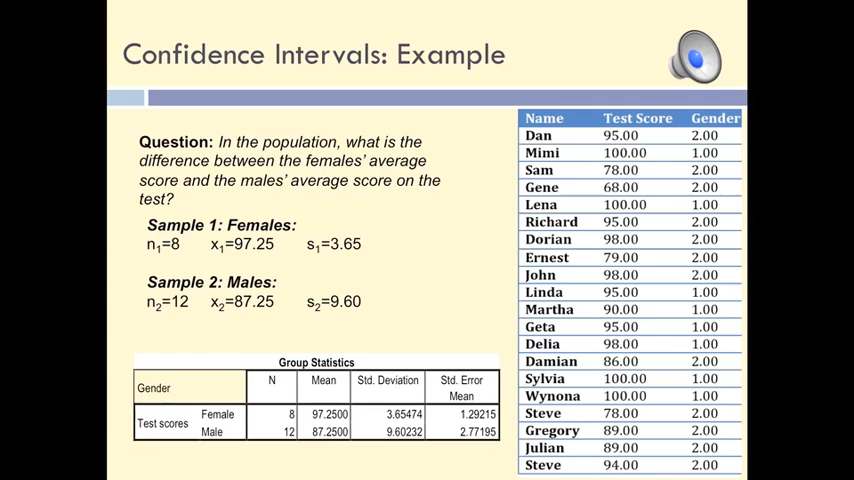 Confidence Intervals: Example
Question: In the population, what is the
difference between the females' average
score and the males' average score on the
test?
Sample 1: Females:
n1=8 x1=97.25 s1=3.65
Sample 2: Males:
n2=12 x2=87.25 s2=9.60
Group Statistics
Gender N Mean Std. Deviation Std. Error
Mean
Test scores Female 8 97.2500 3.65474 1.29215
Male 12 87.2500 9.60232 2.77195
Name Test Score Gender
Dan 95.00 2.00
Mimi 100.00 1.00
Sam 78.00 2.00
Gene 68.00 2.00
Lena 100.00 1.00
Richard 95.00 2.00
Dorian 98.00 2.00
Ernest 79.00 2.00
John 98.00 2.00
Linda 95.00 1.00
Martha 90.00 1.00
Geta 95.00 1.00
Delia 98.00 1.00
Damian 86.00 2.00
Sylvia 100.00 1.00
Wynona 100.00 1.00
Steve 78.00 2.00
Gregory 89.00 2.00
Julian 89.00 2.00
Steve 94.00 2.00